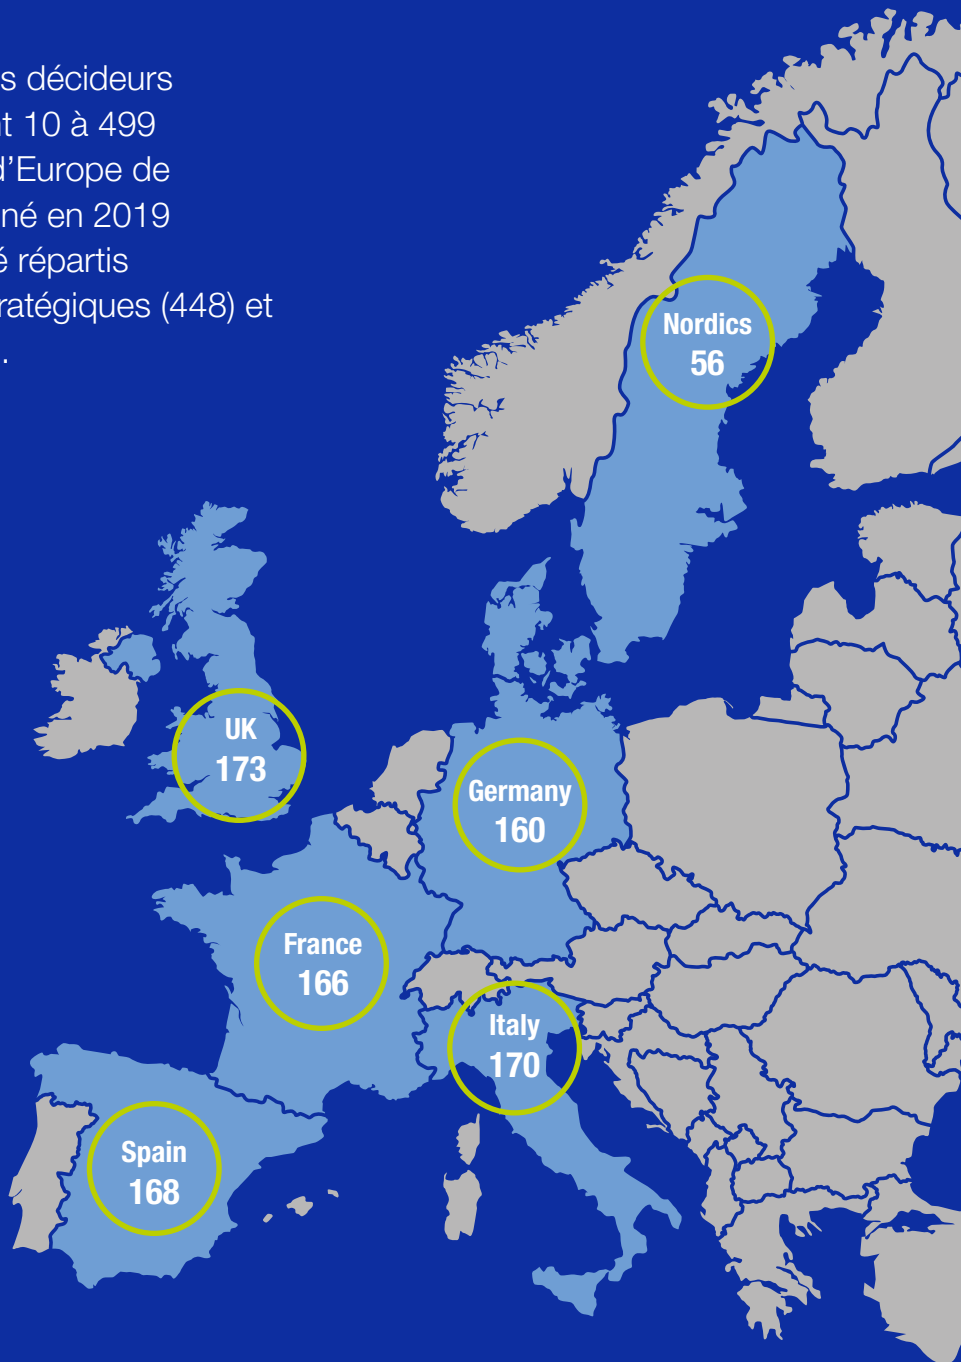 s décideurs
t 10 à 499
d’Europe de
né en 2019
é répartis
ratégiques (448) et
.
Nordics
56
UK
173
Germany
160
France
166
Italy
170
Spain
168